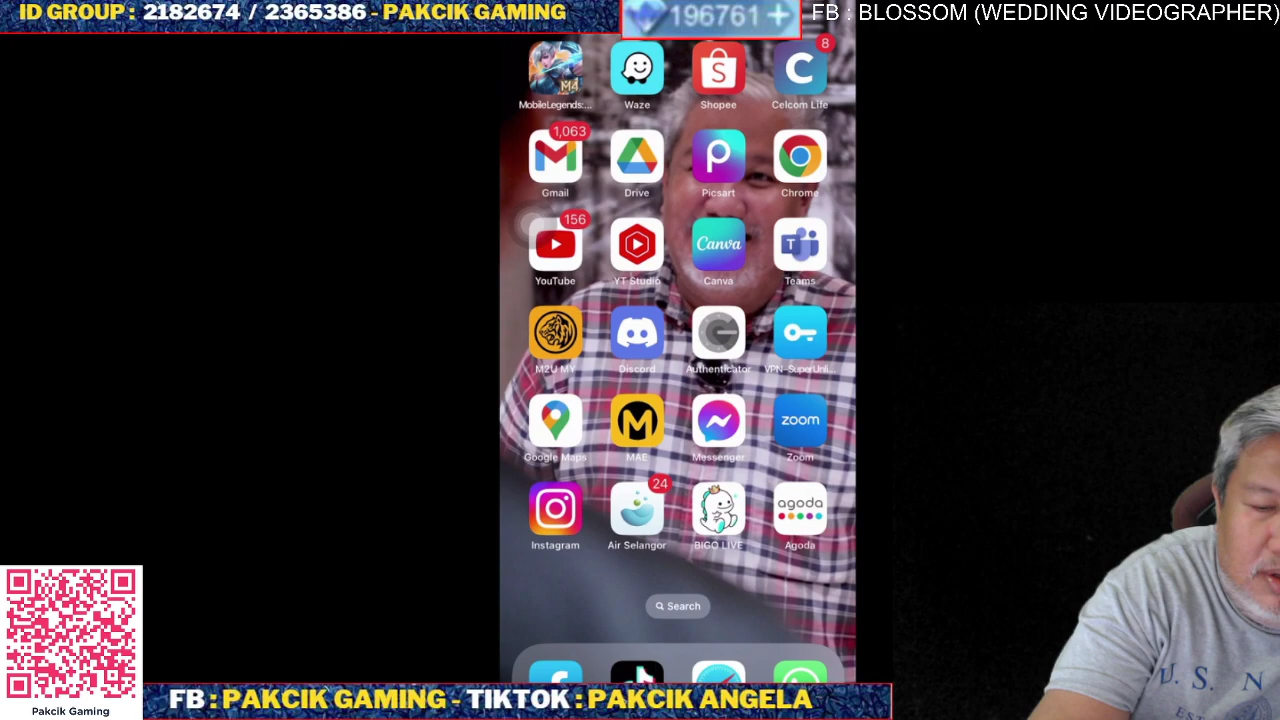 ID GROUP : 2182674 / 2365386 - PAKCIK GAMING
196761 +
FB : BLOSSOM (WEDDING VIDEOGRAPHER)
8
M4
MobileLegends:...
Waze
S
Shopee
C
Celcom Life
1,063
Gmail
Drive
Picsart
Chrome
156
YouTube
YT Studio
Canva
Canva
T
Teams
M2U MY
Discord
Authenticator
VPN - SuperUnli...
Google Maps
M
MAE
Messenger
zoom
Zoom
Instagram
24
Air Selangor
BIGO LIVE
agoda
Agoda
Search
Pakcik Gaming
FB : PAKCIK GAMING - TIKTOK : PAKCIK ANGELA
U. S. N